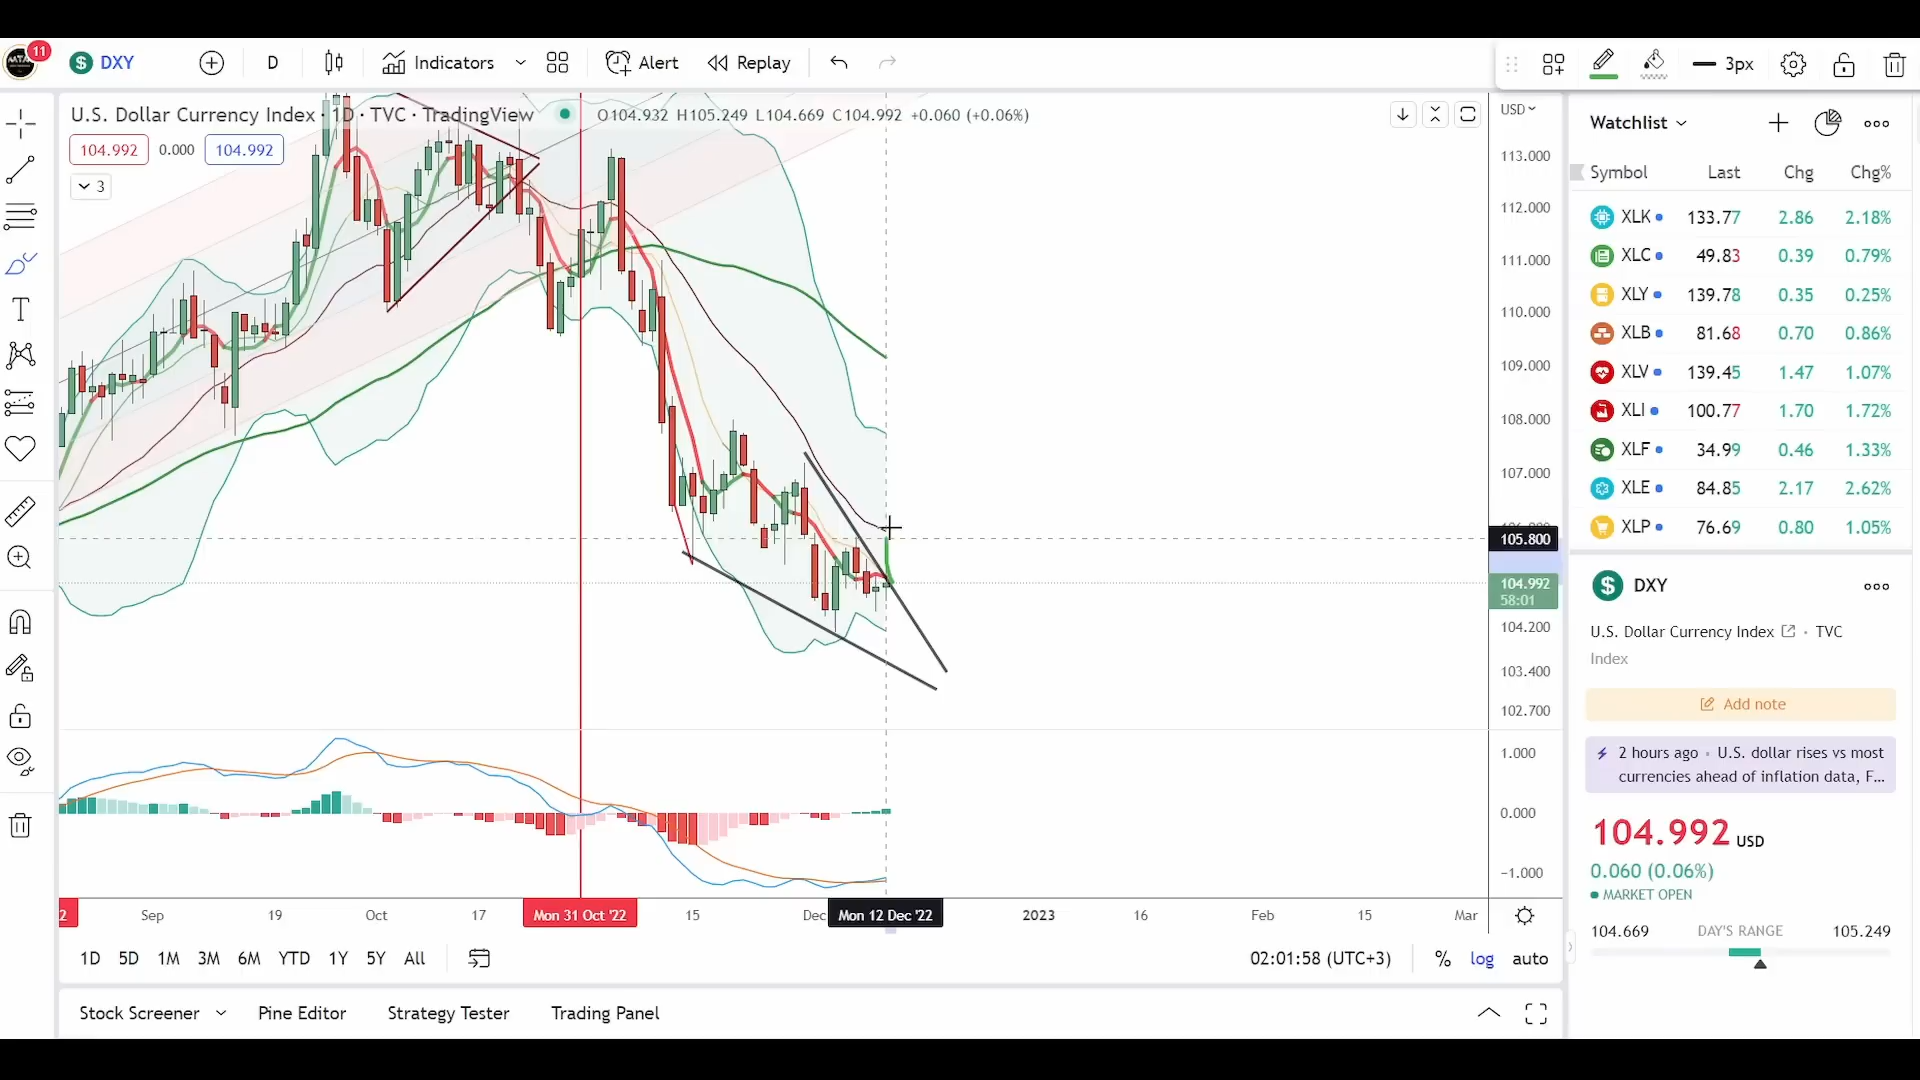 11
$ DXY
D
Indicators
Alert
Replay
3px
U.S. Dollar Currency Index · 1D · TVC · TradingView
O104.932 H105.249 L104.669 C104.992 +0.060 (+0.06%)
104.992 0.000 104.992
3
USD
113.000
112.000
111.000
110.000
109.000
108.000
107.000
105.800
104.992
58:01
104.200
103.400
102.700
1.000
0.000
−1.000
2 Sep 19 Oct 17 Mon 31 Oct '22 15 Dec Mon 12 Dec '22 2023 16 Feb 15 Mar
1D 5D 1M 3M 6M YTD 1Y 5Y All
02:01:58 (UTC+3) % log auto
Stock Screener Pine Editor Strategy Tester Trading Panel
Watchlist
Symbol Last Chg Chg%
XLK 133.77 2.86 2.18%
XLC 49.83 0.39 0.79%
XLY 139.78 0.35 0.25%
XLB 81.68 0.70 0.86%
XLV 139.45 1.47 1.07%
XLI 100.77 1.70 1.72%
XLF 34.99 0.46 1.33%
XLE 84.85 2.17 2.62%
XLP 76.69 0.80 1.05%
$ DXY
U.S. Dollar Currency Index · TVC
Index
Add note
2 hours ago · U.S. dollar rises vs most
currencies ahead of inflation data, F...
104.992 USD
0.060 (0.06%)
MARKET OPEN
104.669 DAY'S RANGE 105.249